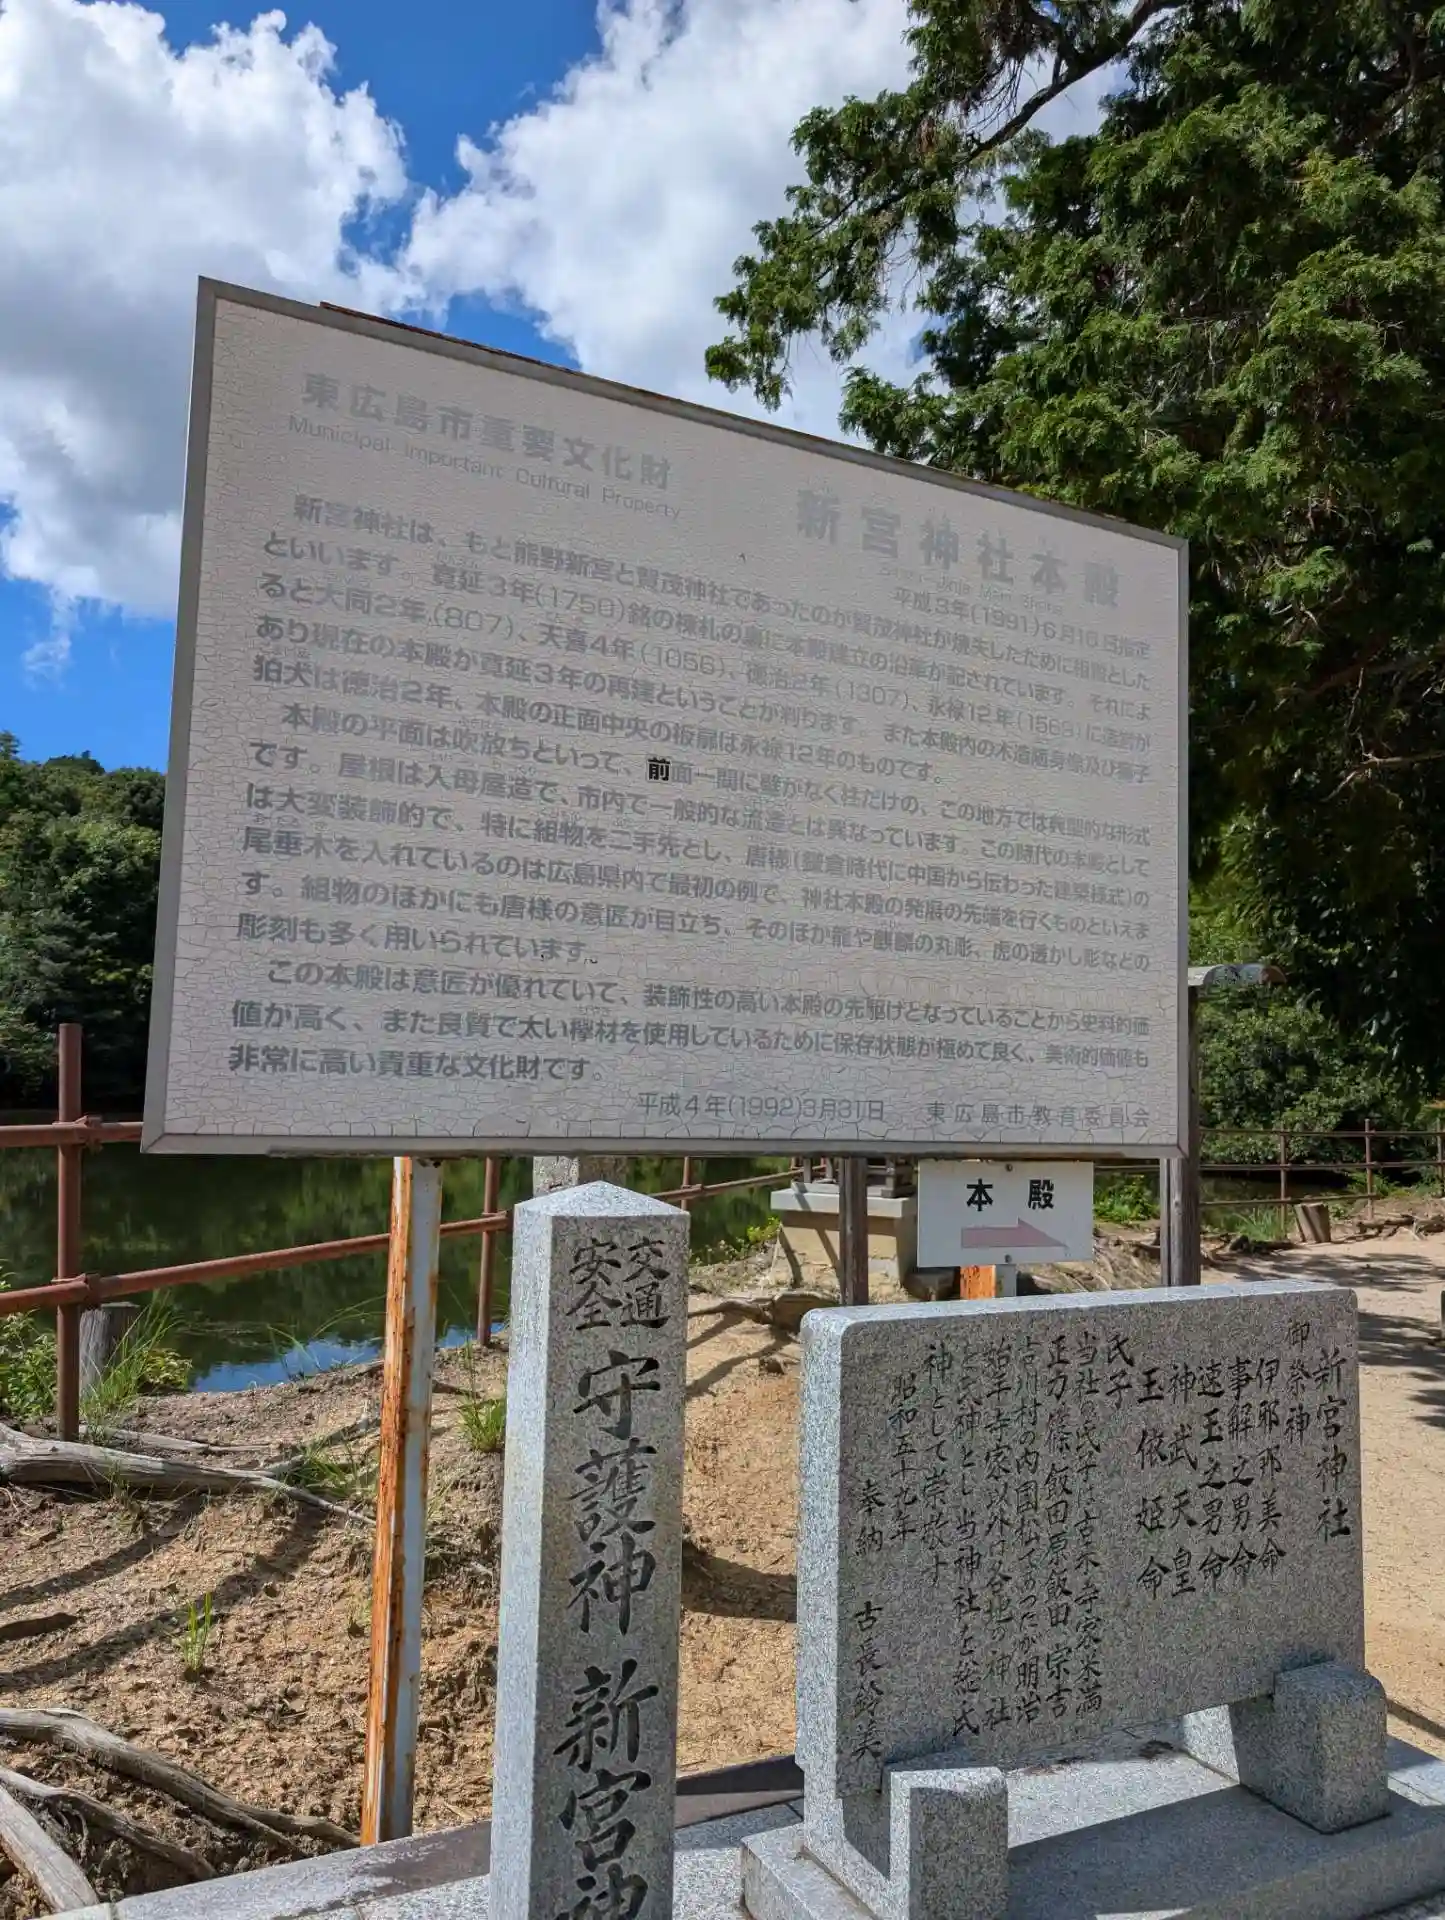 東広島市重要文化財
Municipal Important Cultural Property
新宮神社本殿
平成3年(1991)6月10日指定
新宮神社は、もと熊野新宮と賀茂神社であったのが賀茂神社が焼失したために相殿とした
といいます。寛延3年(1750)銘の棟札の裏に本殿建立の沿革が記されています。それによ
ると大同2年(807)、天喜4年(1056)、徳治2年(1307)、永禄12年(1569)に造営が
あり現在の本殿が寛延3年の再建ということが判ります。また本殿内の木造随身像及び獅子
狛犬は徳治2年、本殿の正面中央の板扉は永禄12年のものです。
本殿の平面は吹放ちといって、前面一間に壁がなく柱だけの、この地方では典型的な形式
です。屋根は入母屋造で、市内で一般的な流造とは異なっています。この時代の本殿として
は大変装飾的で、特に組物を二手先とし、唐様(鎌倉時代に中国から伝わった建築様式)の
尾垂木を入れているのは広島県内で最初の例で、神社本殿の発展の先端を行くものといえま
す。組物のほかにも唐様の意匠が目立ち、そのほか龍や麒麟の丸彫、虎の透かし彫などの
彫刻も多く用いられています。
この本殿は意匠が優れていて、装飾性の高い本殿の先駆けとなっていることから史料的価
値が高く、また良質で太い欅材を使用しているために保存状態が極めて良く、美術的価値も
非常に高い貴重な文化財です。
平成4年(1992)3月31日 東広島市教育委員会
本殿
交通
安全
守護神 新宮神
新宮神社
御祭神
伊耶那美命
事解之男命
速玉之男命
神武天皇
玉依姫命
氏子
当社の氏子は古木寺家米満
正力篠飯田原飯田宗吉
吉川村の内国松であったが明治
始半寺家以外は各地の神社
を氏神とし当神社を総氏
神として崇敬す
昭和五十九年
奉納 古長鈴美